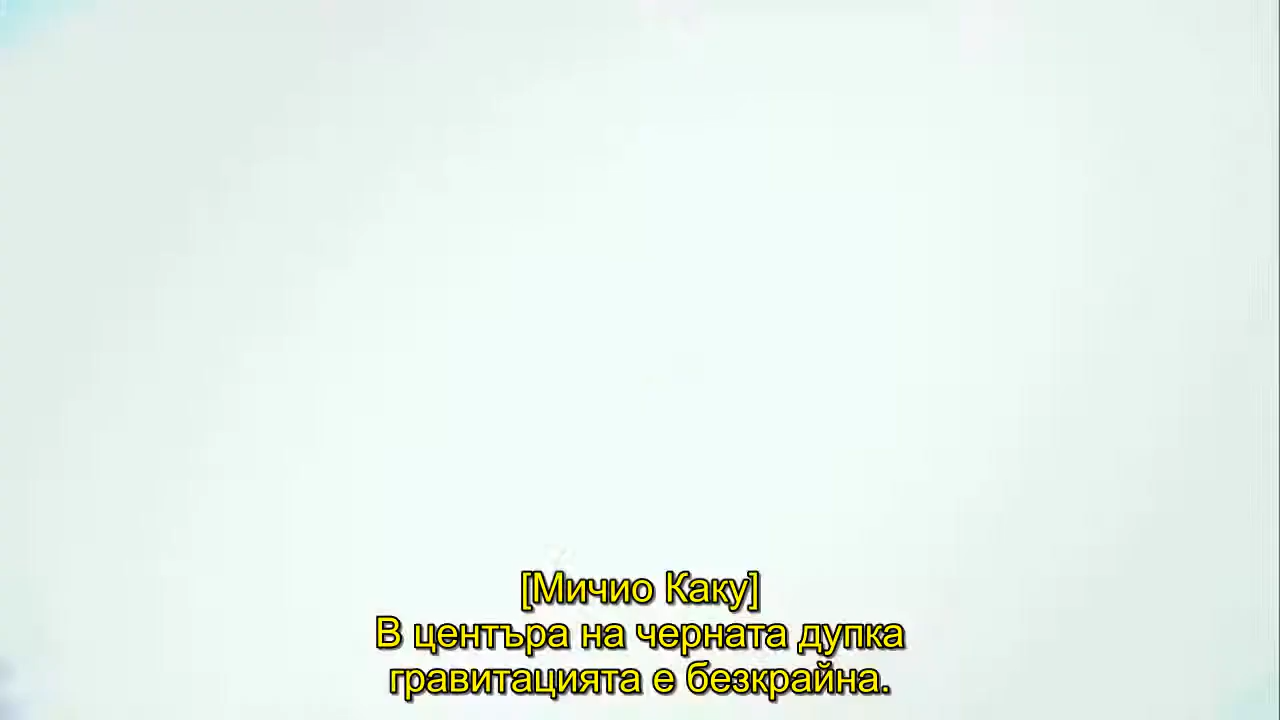 [Мичио Каку]
В центъра на черната дупка
гравитацията е безкрайна.